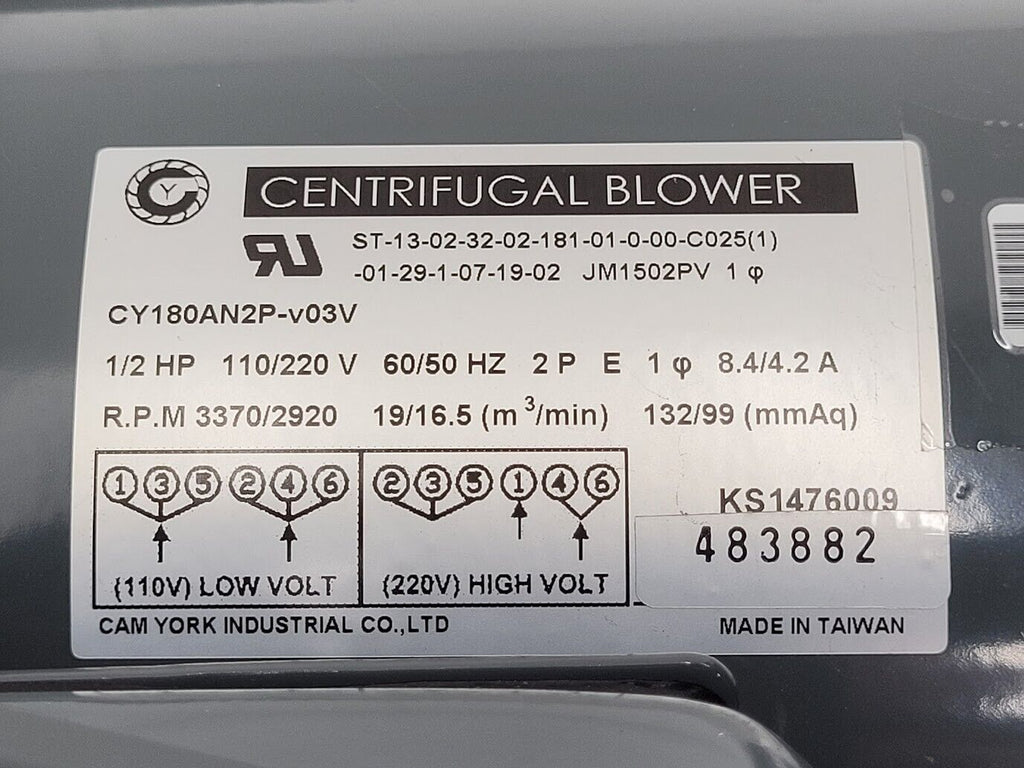 CY
CENTRIFUGAL BLOWER
RU
ST-13-02-32-02-181-01-0-00-C025(1)
-01-29-1-07-19-02 JM1502PV 1 φ
CY180AN2P-v03V
1/2 HP 110/220 V 60/50 HZ 2 P E 1 φ 8.4/4.2 A
R.P.M 3370/2920 19/16.5 (m³/min) 132/99 (mmAq)
① ③ ⑤ ② ④ ⑥ ② ③ ⑤ ① ④ ⑥
KS1476009
483882
(110V) LOW VOLT (220V) HIGH VOLT
CAM YORK INDUSTRIAL CO.,LTD MADE IN TAIWAN